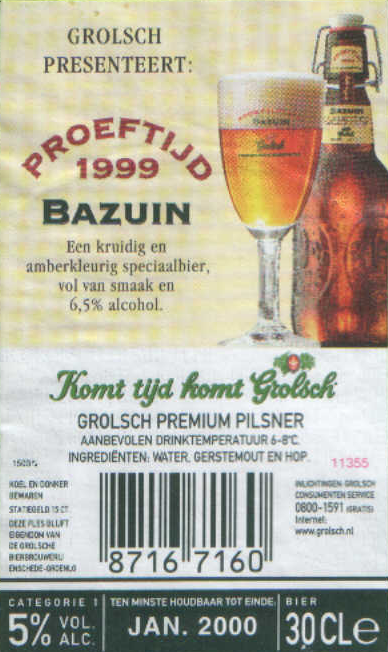 GROLSCH
PRESENTEERT:
PROEFTIJD
1999
BAZUIN
Een kruidig en
amberkleurig speciaalbier,
vol van smaak en
6,5% alcohol.
BAZUIN
Komt tijd komt Grolsch
GROLSCH PREMIUM PILSNER
AANBEVOLEN DRINKTEMPERATUUR 6-8°C.
INGREDIËNTEN: WATER, GERSTEMOUT EN HOP.
11355
KOEL EN DONKER
BEWAREN
STATIEGELD 15 CT.
DEZE FLES BLIJFT
EIGENDOM VAN
DE GROLSCHE
BIERBROUWERIJ
ENSCHEDE-GROENLO
8716 7160
INLICHTINGEN: GROLSCH
CONSUMENTEN SERVICE
0800-1591 (GRATIS)
Internet:
www.grolsch.nl
CATEGORIE I
5% VOL.
ALC.
TEN MINSTE HOUDBAAR TOT EINDE:
JAN. 2000
BIER
30CLe